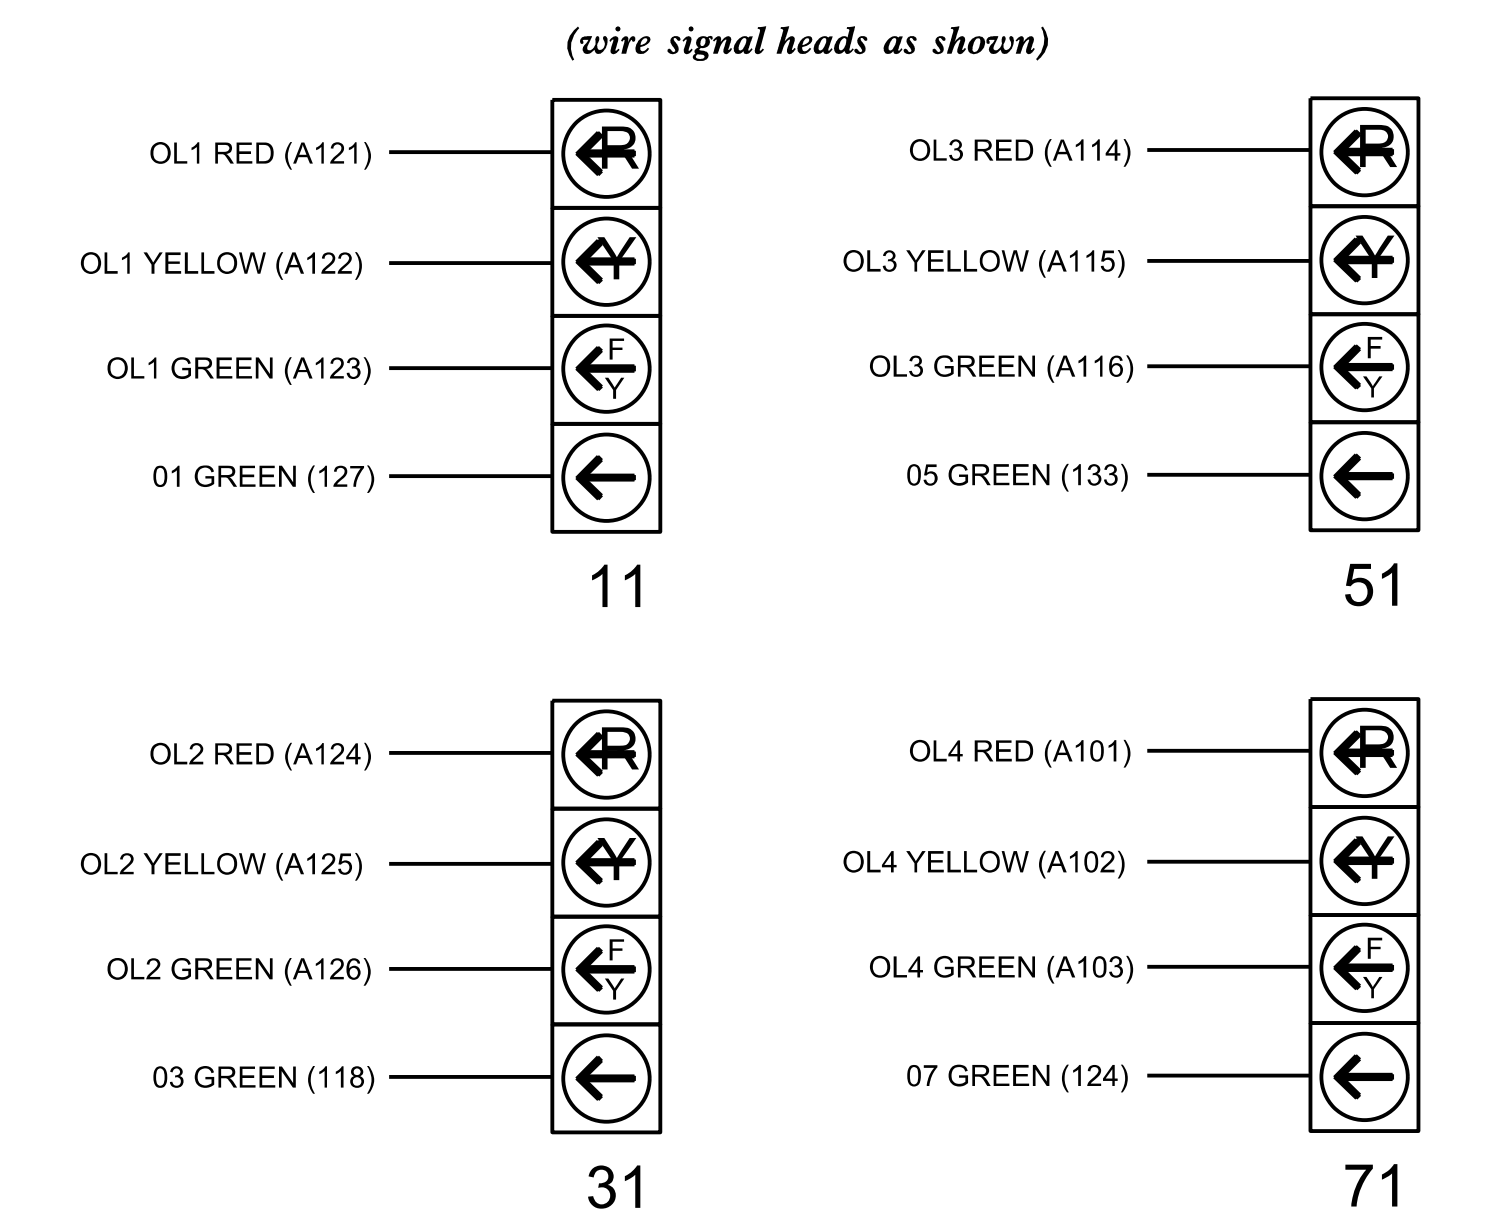 (wire signal heads as shown)
OL1 RED (A121)
R
OL1 YELLOW (A122)
Y
OL1 GREEN (A123)
F
Y
01 GREEN (127)
11
OL3 RED (A114)
R
OL3 YELLOW (A115)
Y
OL3 GREEN (A116)
F
Y
05 GREEN (133)
51
OL2 RED (A124)
R
OL2 YELLOW (A125)
Y
OL2 GREEN (A126)
F
Y
03 GREEN (118)
31
OL4 RED (A101)
R
OL4 YELLOW (A102)
Y
OL4 GREEN (A103)
F
Y
07 GREEN (124)
71